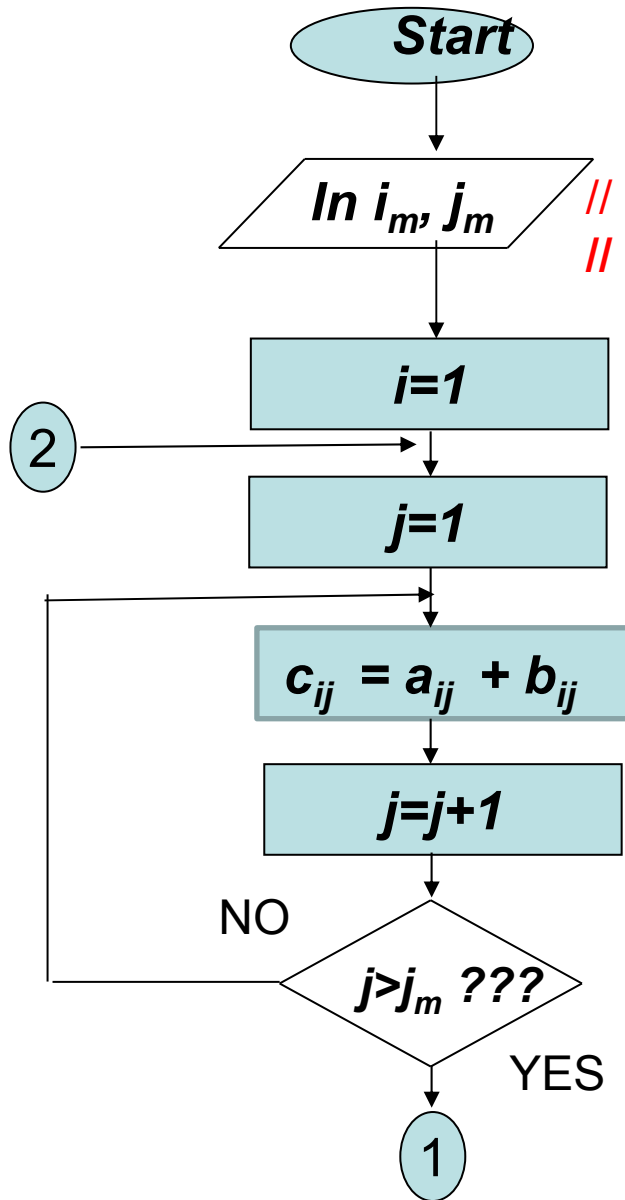 Start
In iₘ, jₘ
//
//
i=1
2
j=1
cᵢⱼ = aᵢⱼ + bᵢⱼ
j=j+1
NO
j>jₘ ???
YES
1